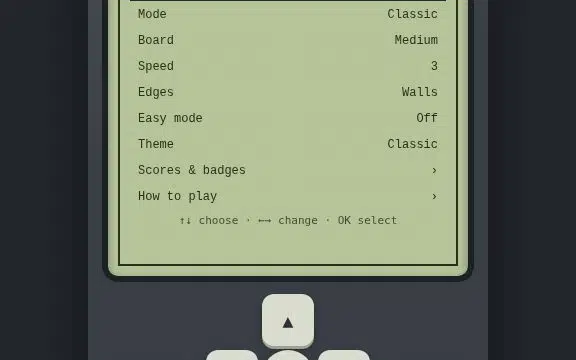 Mode Classic
Board Medium
Speed 3
Edges Walls
Easy mode Off
Theme Classic
Scores & badges ›
How to play ›
↑↓ choose · ←→ change · OK select
▲